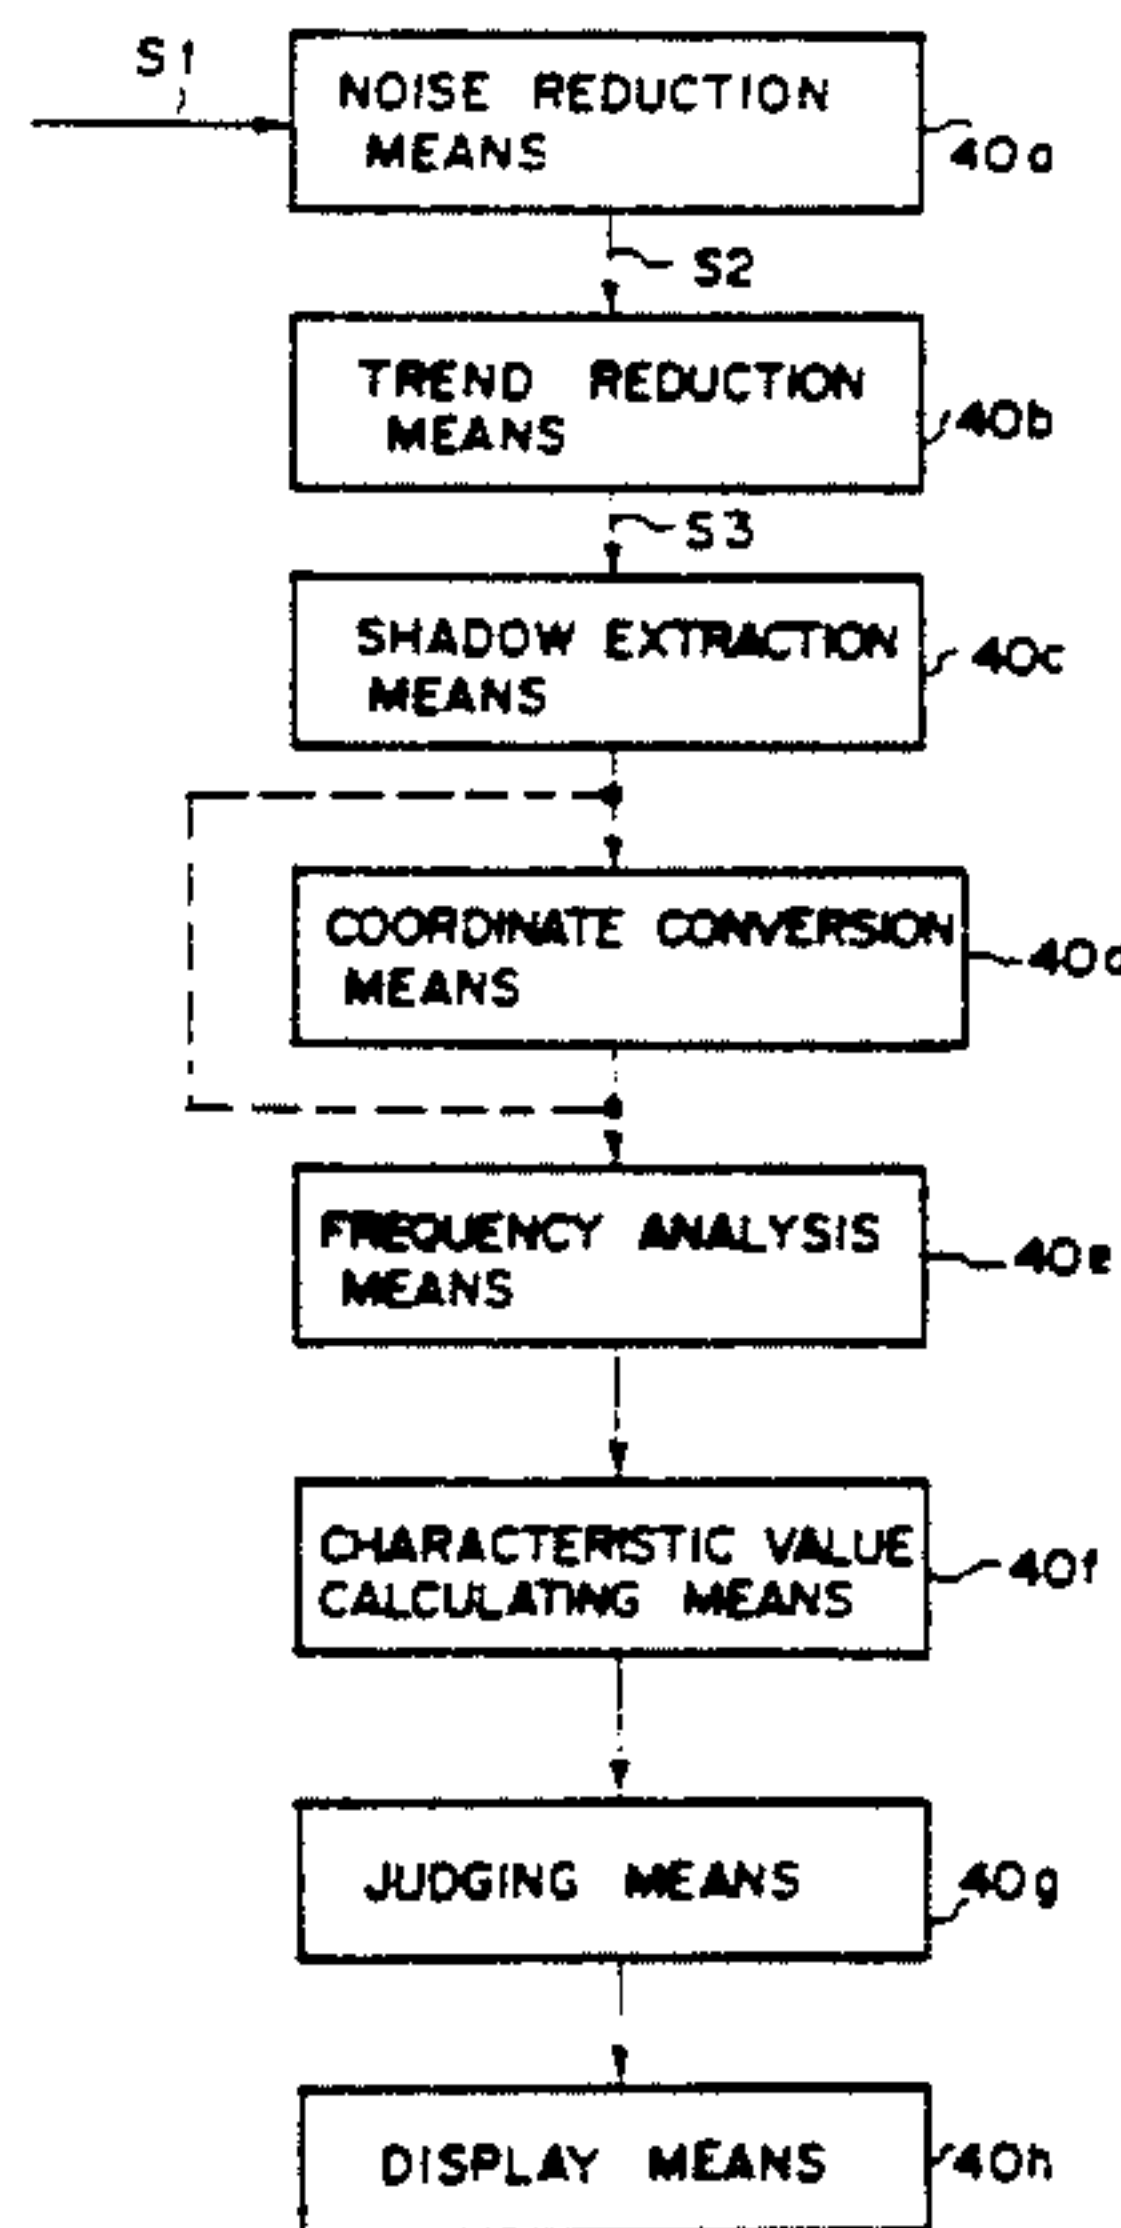 S1
NOISE REDUCTION
MEANS
40a
S2
TREND REDUCTION
MEANS
40b
S3
SHADOW EXTRACTION
MEANS
40c
COORDINATE CONVERSION
MEANS
40d
FREQUENCY ANALYSIS
MEANS
40e
CHARACTERISTIC VALUE
CALCULATING MEANS
40f
JUDGING MEANS
40g
DISPLAY MEANS
40h